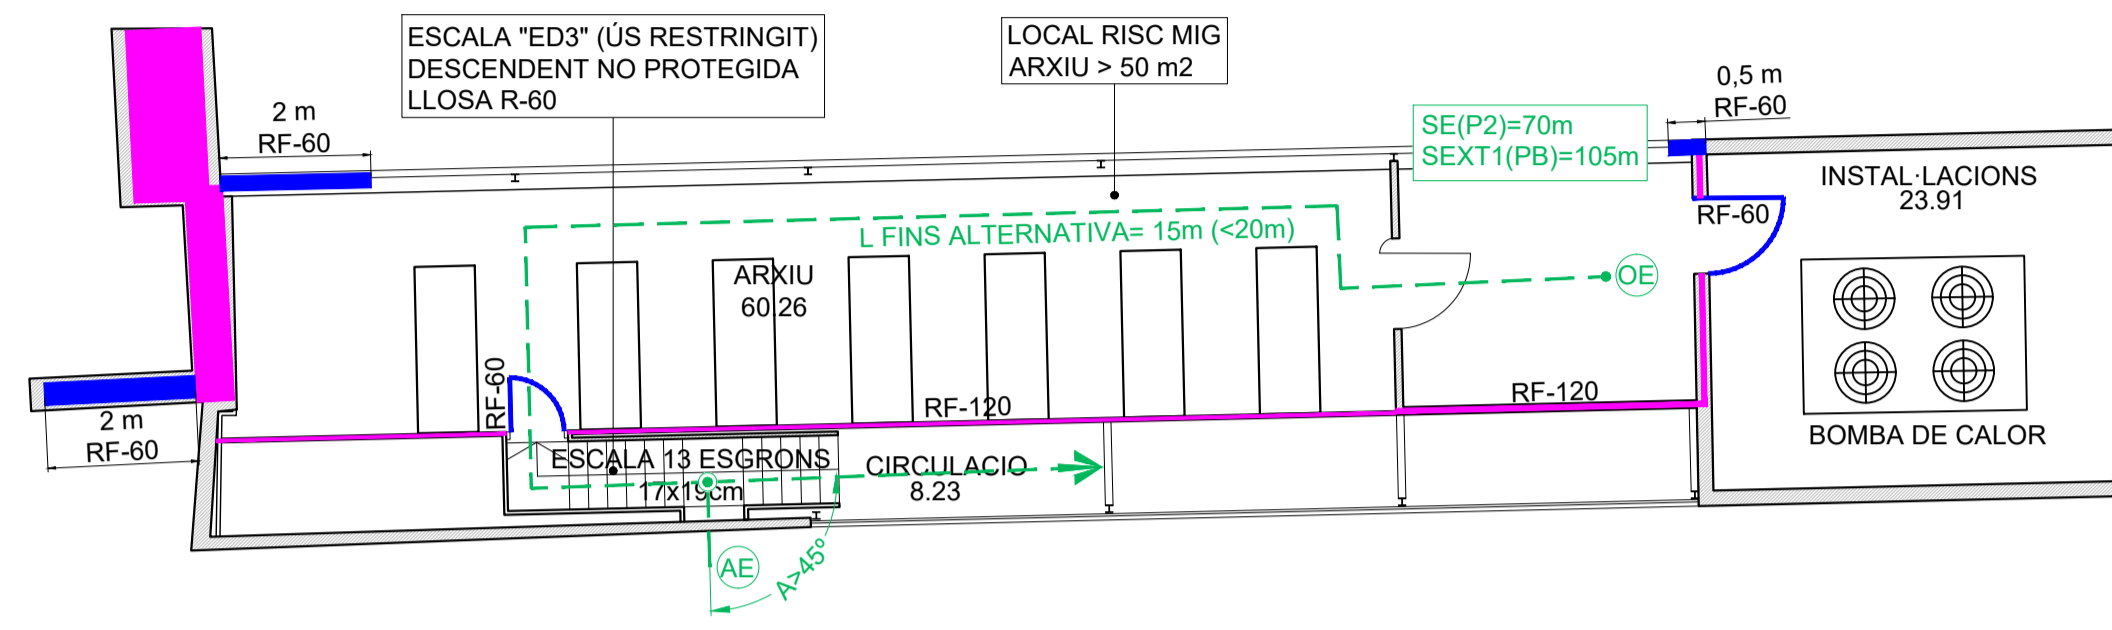 ESCALA "ED3" (ÚS RESTRINGIT)
DESCENDENT NO PROTEGIDA
LLOSA R-60
LOCAL RISC MIG
ARXIU > 50 m2
2 m
RF-60
0,5 m
RF-60
SE(P2)=70m
SEXT1(PB)=105m
INSTAL·LACIONS
23.91
RF-60
L FINS ALTERNATIVA= 15m (<20m)
ARXIU
60.26
OE
RF-60
RF-120
RF-120
2 m
RF-60
BOMBA DE CALOR
ESCALA 13 ESGRONS
17x19cm
CIRCULACIO
8.23
AE
A>45º